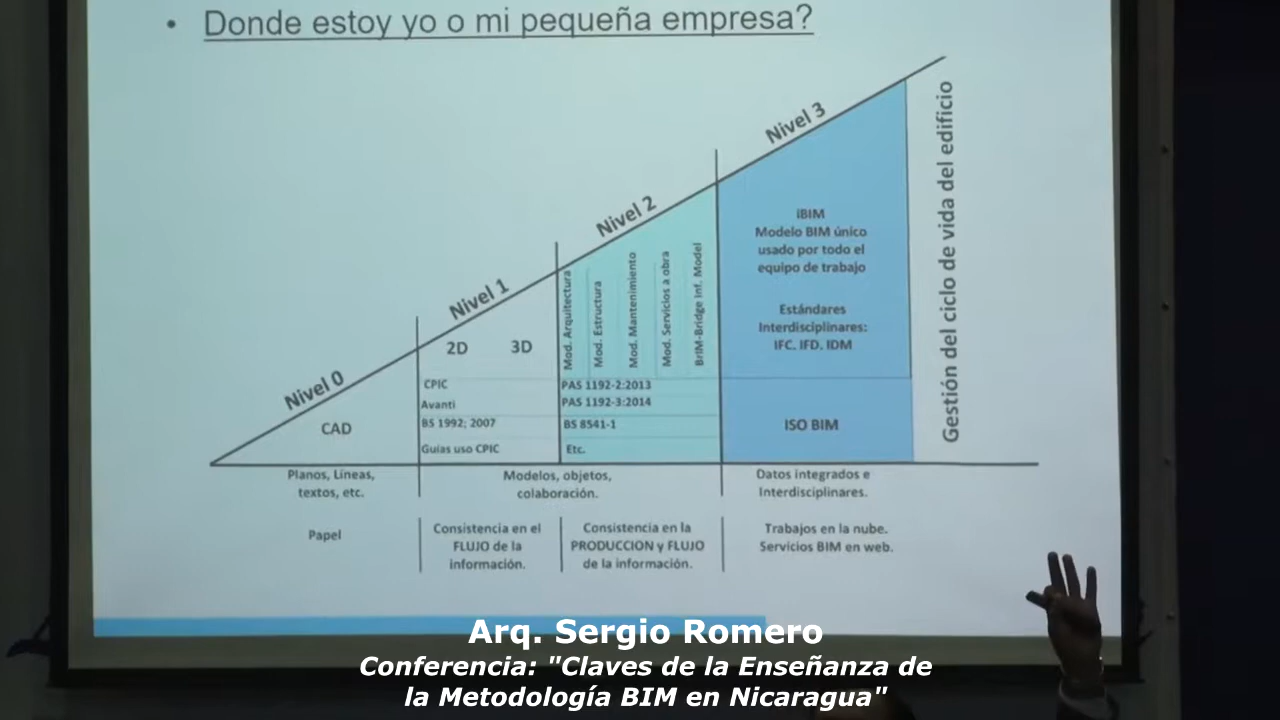 • Donde estoy yo o mi pequeña empresa?
Nivel 0
Nivel 1
Nivel 2
Nivel 3
Gestión del ciclo de vida del edificio
CAD
2D 3D
CPIC
Avanti
BS 1992; 2007
Guías uso CPIC
Mod. Arquitectura
Mod. Estructura
Mod. Mantenimiento
Mod. Servicios a obra
BrIM-Bridge Inf. Model
PAS 1192-2:2013
PAS 1192-3:2014
BS 8541-1
Etc.
iBIM
Modelo BIM único
usado por todo el
equipo de trabajo
Estándares
Interdisciplinares:
IFC. IFD. IDM
ISO BIM
Planos, Líneas,
textos, etc.
Modelos, objetos,
colaboración.
Datos integrados e
Interdisciplinares.
Papel
Consistencia en el
FLUJO de la
información.
Consistencia en la
PRODUCCION y FLUJO
de la información.
Trabajos en la nube.
Servicios BIM en web.
Arq. Sergio Romero
Conferencia: "Claves de la Enseñanza de
la Metodología BIM en Nicaragua"